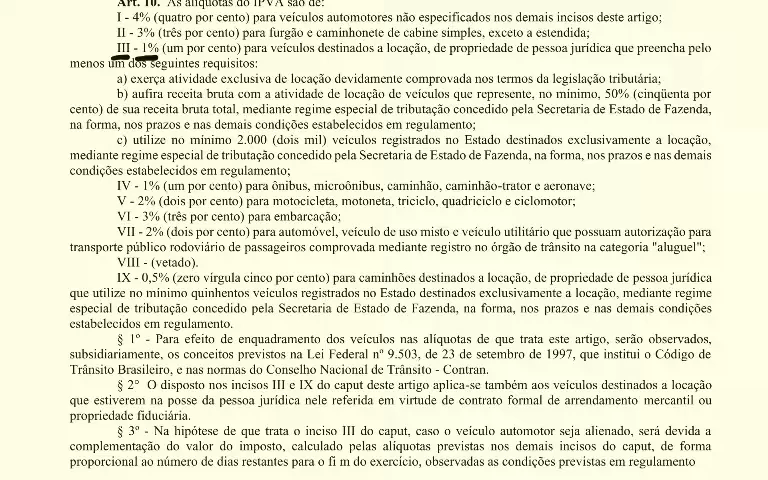 Art. 10. As alíquotas do IPVA são de:
I - 4% (quatro por cento) para veículos automotores não especificados nos demais incisos deste artigo;
II - 3% (três por cento) para furgão e caminhonete de cabine simples, exceto a estendida;
III - 1% (um por cento) para veículos destinados a locação, de propriedade de pessoa jurídica que preencha pelo
menos um dos seguintes requisitos:
a) exerça atividade exclusiva de locação devidamente comprovada nos termos da legislação tributária;
b) aufira receita bruta com a atividade de locação de veículos que represente, no mínimo, 50% (cinqüenta por
cento) de sua receita bruta total, mediante regime especial de tributação concedido pela Secretaria de Estado de Fazenda,
na forma, nos prazos e nas demais condições estabelecidos em regulamento;
c) utilize no mínimo 2.000 (dois mil) veículos registrados no Estado destinados exclusivamente a locação,
mediante regime especial de tributação concedido pela Secretaria de Estado de Fazenda, na forma, nos prazos e nas demais
condições estabelecidos em regulamento;
IV - 1% (um por cento) para ônibus, microônibus, caminhão, caminhão-trator e aeronave;
V - 2% (dois por cento) para motocicleta, motoneta, triciclo, quadriciclo e ciclomotor;
VI - 3% (três por cento) para embarcação;
VII - 2% (dois por cento) para automóvel, veículo de uso misto e veículo utilitário que possuam autorização para
transporte público rodoviário de passageiros comprovada mediante registro no órgão de trânsito na categoria "aluguel";
VIII - (vetado).
IX - 0,5% (zero vírgula cinco por cento) para caminhões destinados a locação, de propriedade de pessoa jurídica
que utilize no mínimo quinhentos veículos registrados no Estado destinados exclusivamente a locação, mediante regime
especial de tributação concedido pela Secretaria de Estado de Fazenda, na forma, nos prazos e nas demais condições
estabelecidos em regulamento.
§ 1º - Para efeito de enquadramento dos veículos nas alíquotas de que trata este artigo, serão observados,
subsidiariamente, os conceitos previstos na Lei Federal nº 9.503, de 23 de setembro de 1997, que institui o Código de
Trânsito Brasileiro, e nas normas do Conselho Nacional de Trânsito - Contran.
§ 2° O disposto nos incisos III e IX do caput deste artigo aplica-se também aos veículos destinados a locação
que estiverem na posse da pessoa jurídica nele referida em virtude de contrato formal de arrendamento mercantil ou
propriedade fiduciária.
§ 3º - Na hipótese de que trata o inciso III do caput, caso o veículo automotor seja alienado, será devida a
complementação do valor do imposto, calculado pelas alíquotas previstas nos demais incisos do caput, de forma
proporcional ao número de dias restantes para o fi m do exercício, observadas as condições previstas em regulamento